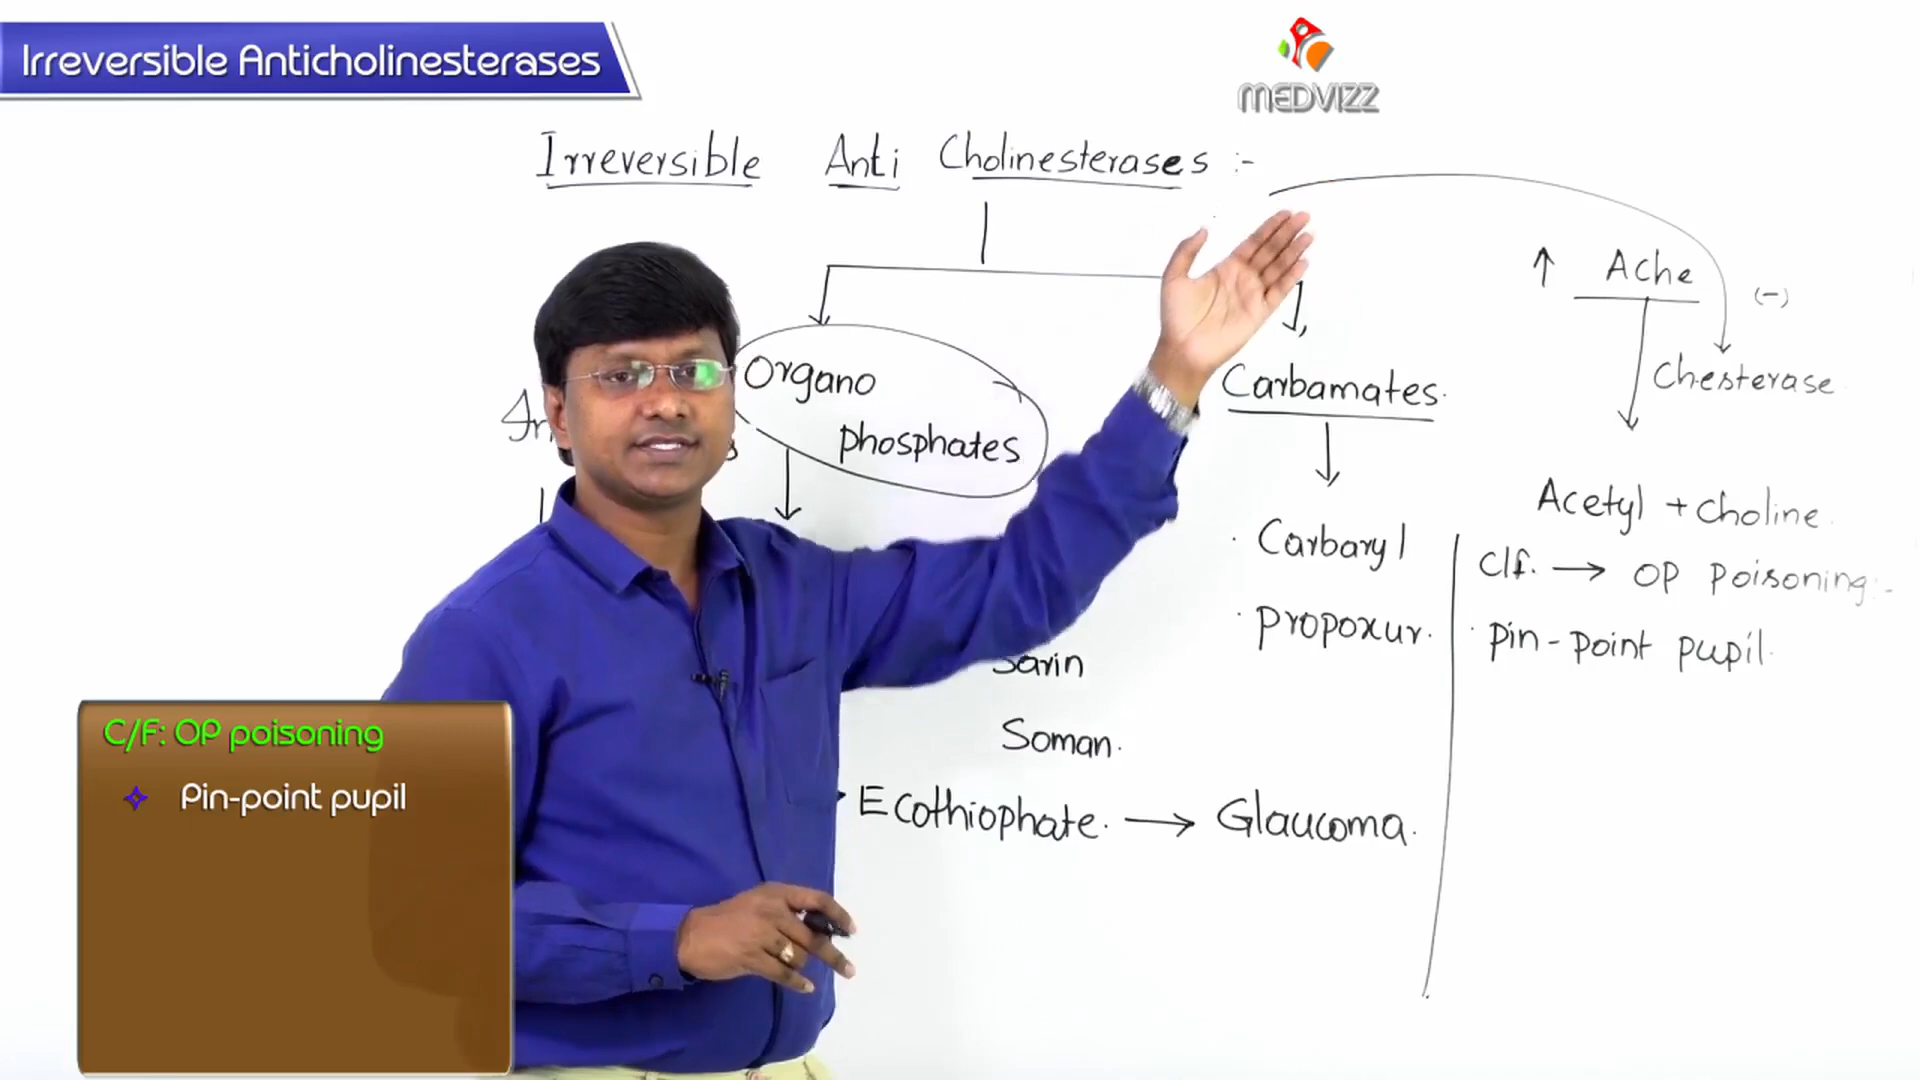 Irreversible Anticholinesterases
MEDVIZZ
Irreversible Anti Cholinesterases :-
↑ Ache
(-)
Chesterase
Organo
phosphates
Carbamates.
Acetyl + Choline.
· Carbaryl
· Propoxur.
C/f. → OP Poisoning:-
· Pin-point pupil.
Sarin
Soman.
Ecothiophate. → Glaucoma.
C/F: OP poisoning
Pin-point pupil